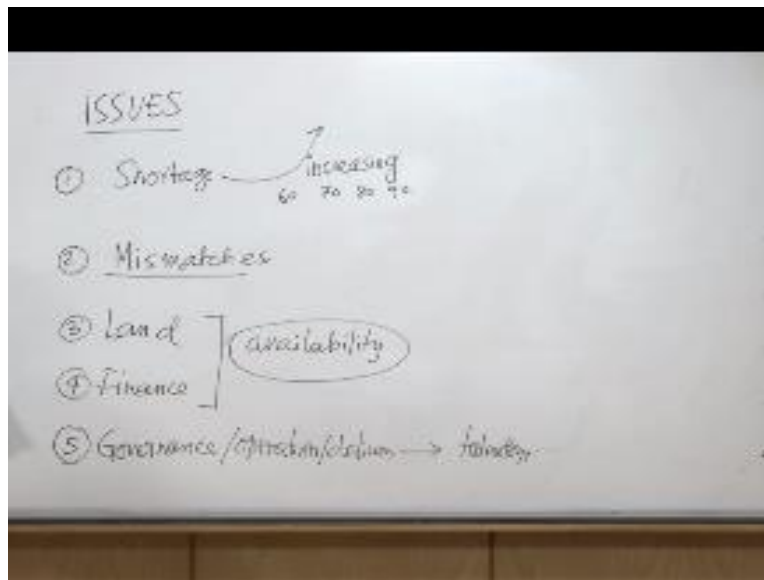 ISSUES
① Shortage increasing
60 70 80 90
② Mismatches
③ Land
availability
④ Finance
⑤ Governance/ →